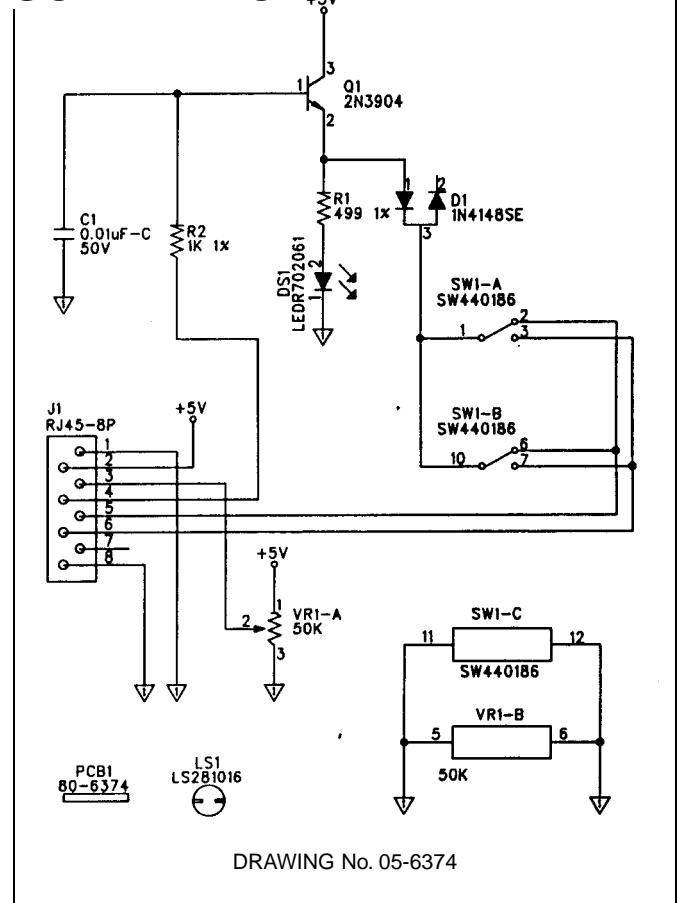 +5V
3
1
Q1
2N3904
2
1
2
R1
499 1%
D1
1N4148SE
3
C1
0.01uF-C
50V
R2
1K 1%
2
1
DS1
LEDR702061
SW1-A
SW440186
1
2
3
J1
RJ45-8P
+5V
SW1-B
SW440186
10
6
7
1
2
3
4
5
6
7
8
+5V
1
2
3
VR1-A
50K
SW1-C
11
12
SW440186
VR1-B
5
6
50K
PCB1
80-6374
LS1
LS281016
DRAWING No. 05-6374